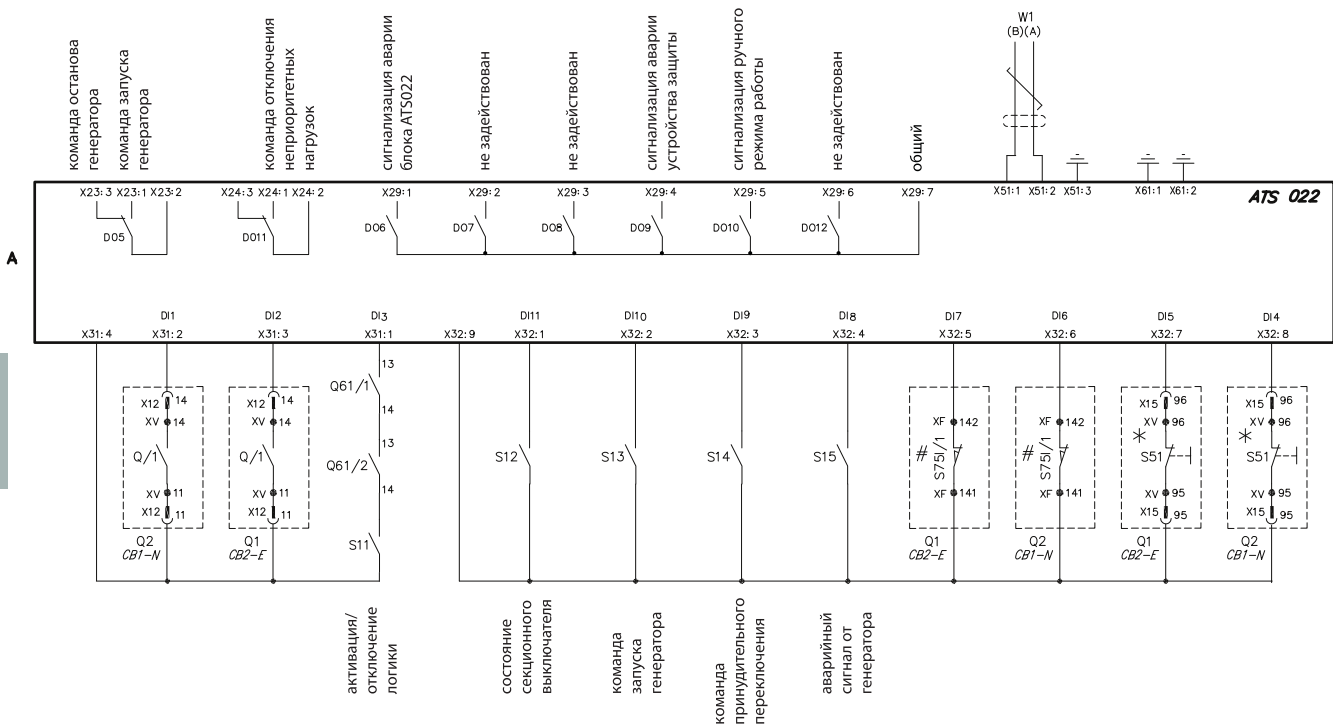 команда останова
генератора
команда запуска
генератора
команда отключения
неприоритетных
нагрузок
сигнализация аварии
блока ATS022
не задействован
не задействован
сигнализация аварии
устройства защиты
сигнализация ручного
режима работы
не задействован
общий
W1
(B)(A)
X23:3 X23:1 X23:2 X24:3 X24:1 X24:2 X29:1 X29:2 X29:3 X29:4 X29:5 X29:6 X29:7 X51:1 X51:2 X51:3 X61:1 X61:2
ATS 022
DO5 DO11 DO6 DO7 DO8 DO9 DO10 DO12
A
DI1 DI2 DI3 DI11 DI10 DI9 DI8 DI7 DI6 DI5 DI4
X31:4 X31:2 X31:3 X31:1 X32:9 X32:1 X32:2 X32:3 X32:4 X32:5 X32:6 X32:7 X32:8
13
Q61/1
14
13
Q61/2
14
S11
X12 14
XV 14
Q/1
XV 11
X12 11
Q2
CB1-N
X12 14
XV 14
Q/1
XV 11
X12 11
Q1
CB2-E
S12 S13 S14 S15
XF 142
# S75I/1
XF 141
Q1
CB2-E
XF 142
# S75I/1
XF 141
Q2
CB1-N
X15 96
XV 96
*
S51
XV 95
X15 95
Q1
CB2-E
X15 96
XV 96
*
S51
XV 95
X15 95
Q2
CB1-N
активация/
отключение
логики
состояние
секционного
выключателя
команда
запуска
генератора
команда
принудительного
переключения
аварийный
сигнал от
генератора